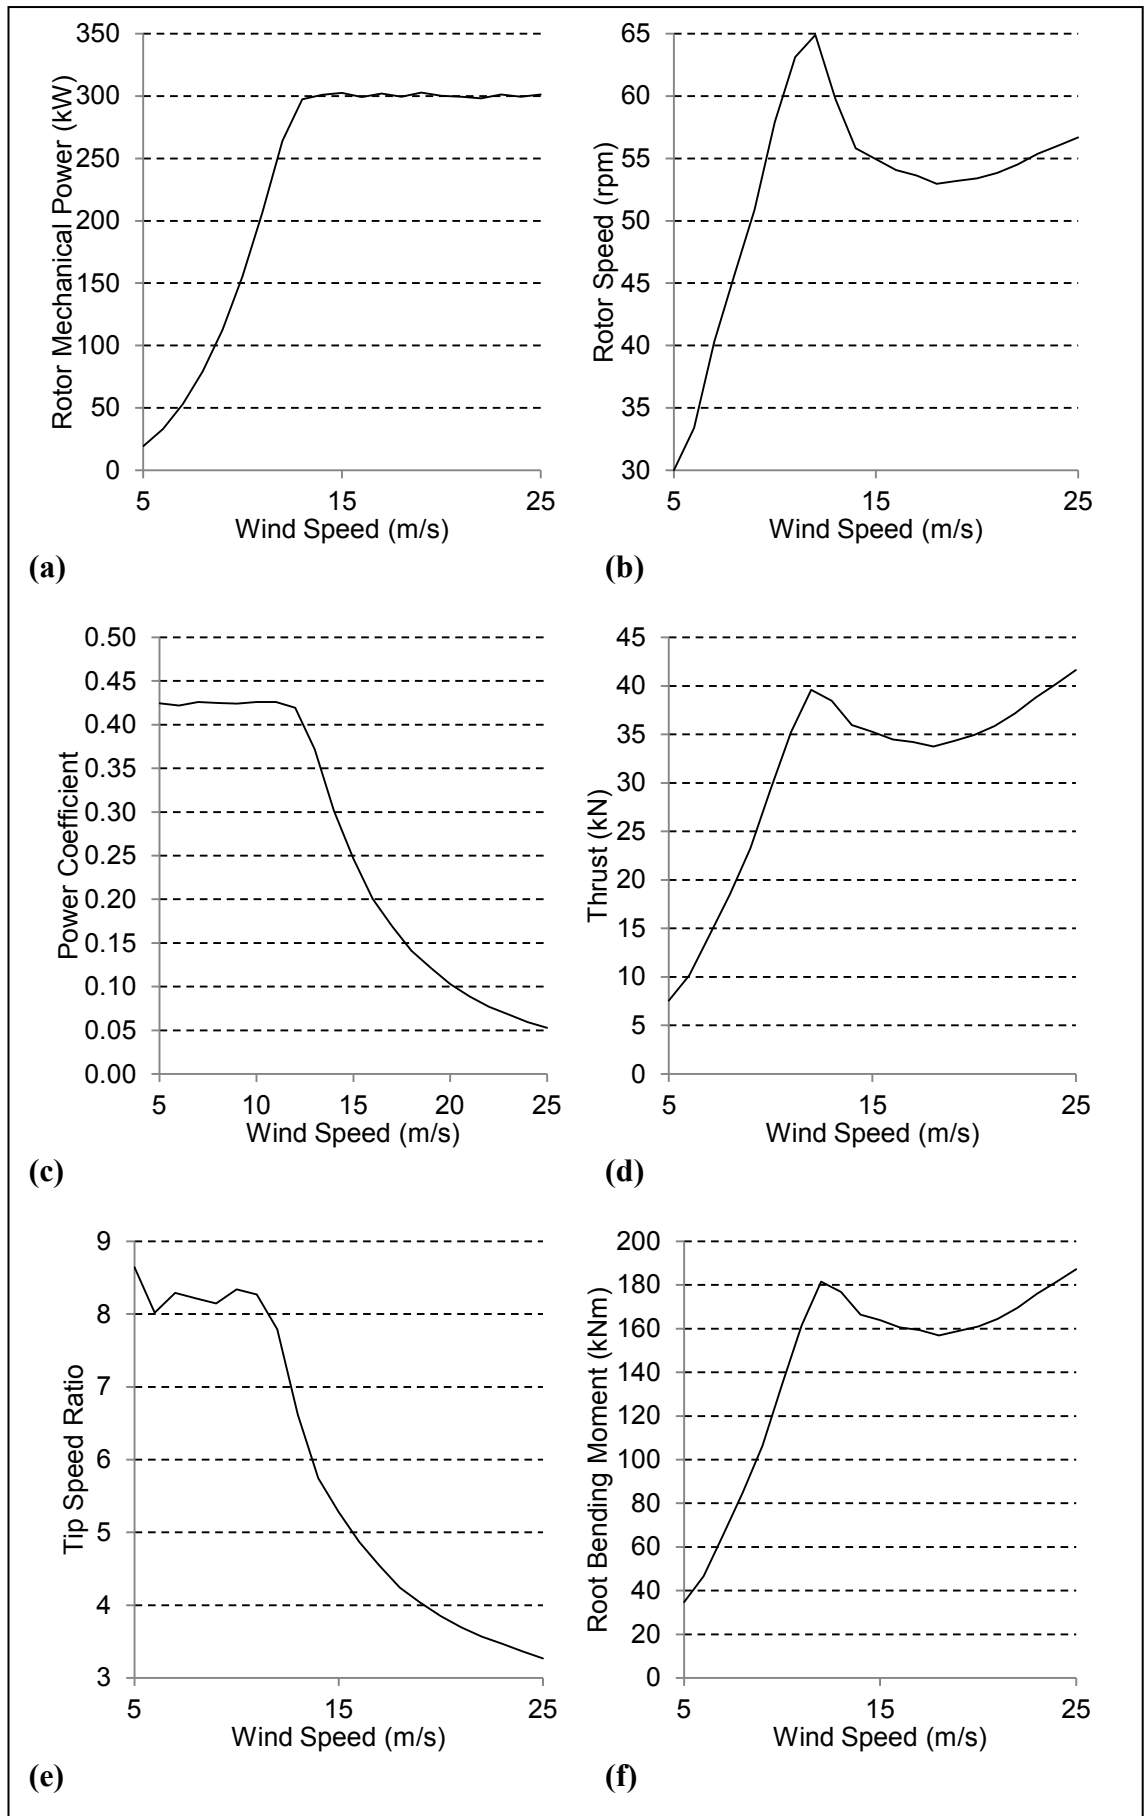 350
300
250
200
150
100
50
0
Rotor Mechanical Power (kW)
5 15 25
Wind Speed (m/s)
(a)
65
60
55
50
45
40
35
30
Rotor Speed (rpm)
5 15 25
Wind Speed (m/s)
(b)
0.50
0.45
0.40
0.35
0.30
0.25
0.20
0.15
0.10
0.05
0.00
Power Coefficient
5 10 15 20 25
Wind Speed (m/s)
(c)
45
40
35
30
25
20
15
10
5
0
Thrust (kN)
5 15 25
Wind Speed (m/s)
(d)
9
8
7
6
5
4
3
Tip Speed Ratio
5 15 25
Wind Speed (m/s)
(e)
200
180
160
140
120
100
80
60
40
20
0
Root Bending Moment (kNm)
5 15 25
Wind Speed (m/s)
(f)